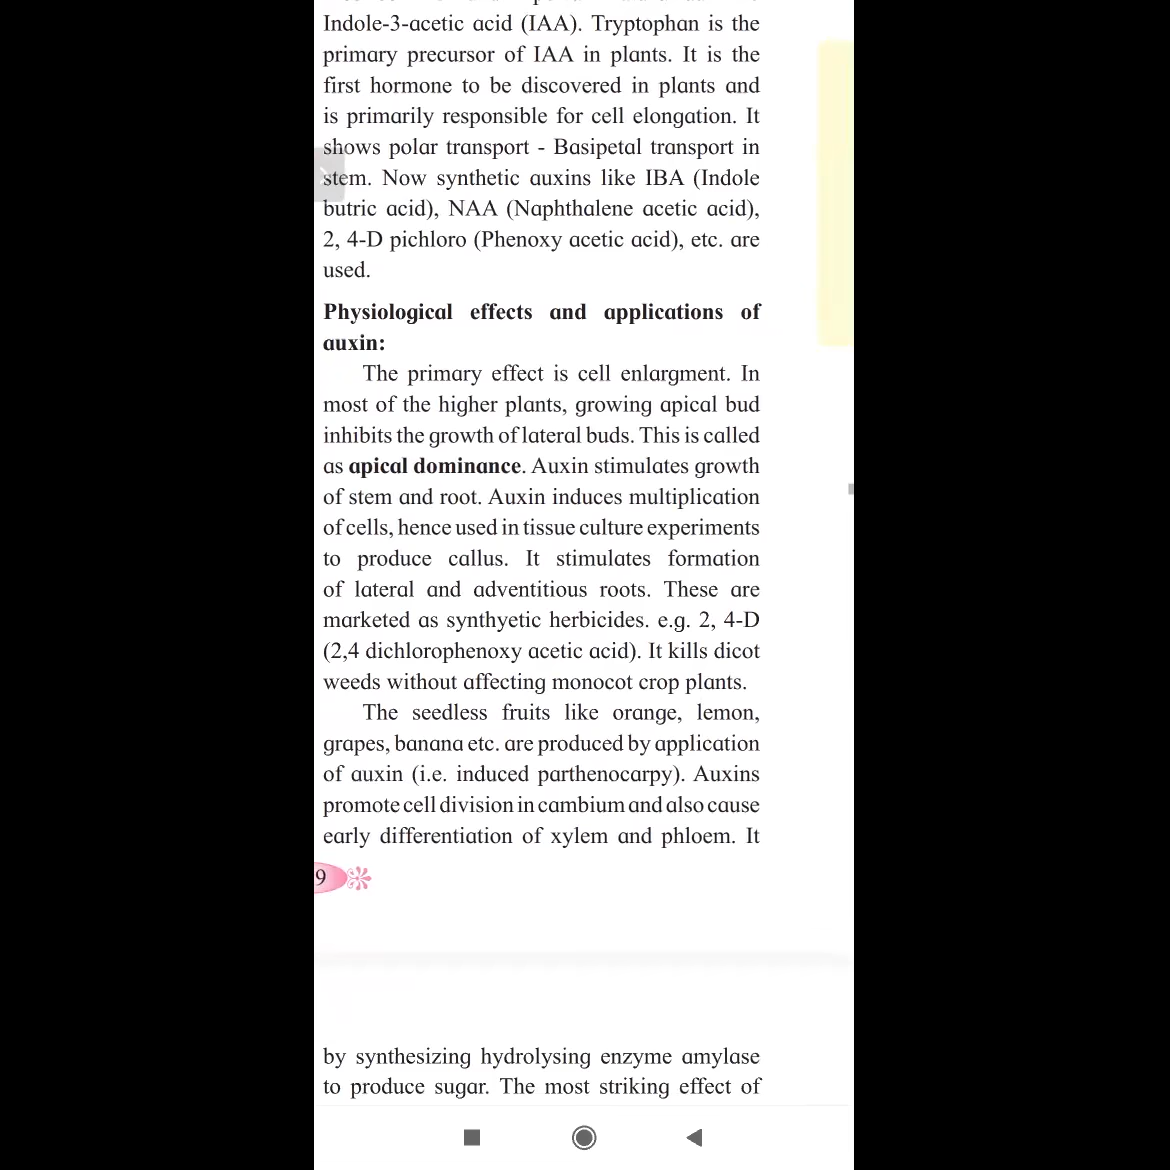 Indole-3-acetic acid (IAA). Tryptophan is the
primary precursor of IAA in plants. It is the
first hormone to be discovered in plants and
is primarily responsible for cell elongation. It
shows polar transport - Basipetal transport in
stem. Now synthetic auxins like IBA (Indole
butric acid), NAA (Naphthalene acetic acid),
2, 4-D pichloro (Phenoxy acetic acid), etc. are
used.
Physiological effects and applications of
auxin:
The primary effect is cell enlargment. In
most of the higher plants, growing apical bud
inhibits the growth of lateral buds. This is called
as apical dominance. Auxin stimulates growth
of stem and root. Auxin induces multiplication
of cells, hence used in tissue culture experiments
to produce callus. It stimulates formation
of lateral and adventitious roots. These are
marketed as synthyetic herbicides. e.g. 2, 4-D
(2,4 dichlorophenoxy acetic acid). It kills dicot
weeds without affecting monocot crop plants.
The seedless fruits like orange, lemon,
grapes, banana etc. are produced by application
of auxin (i.e. induced parthenocarpy). Auxins
promote cell division in cambium and also cause
early differentiation of xylem and phloem. It
9
by synthesizing hydrolysing enzyme amylase
to produce sugar. The most striking effect of